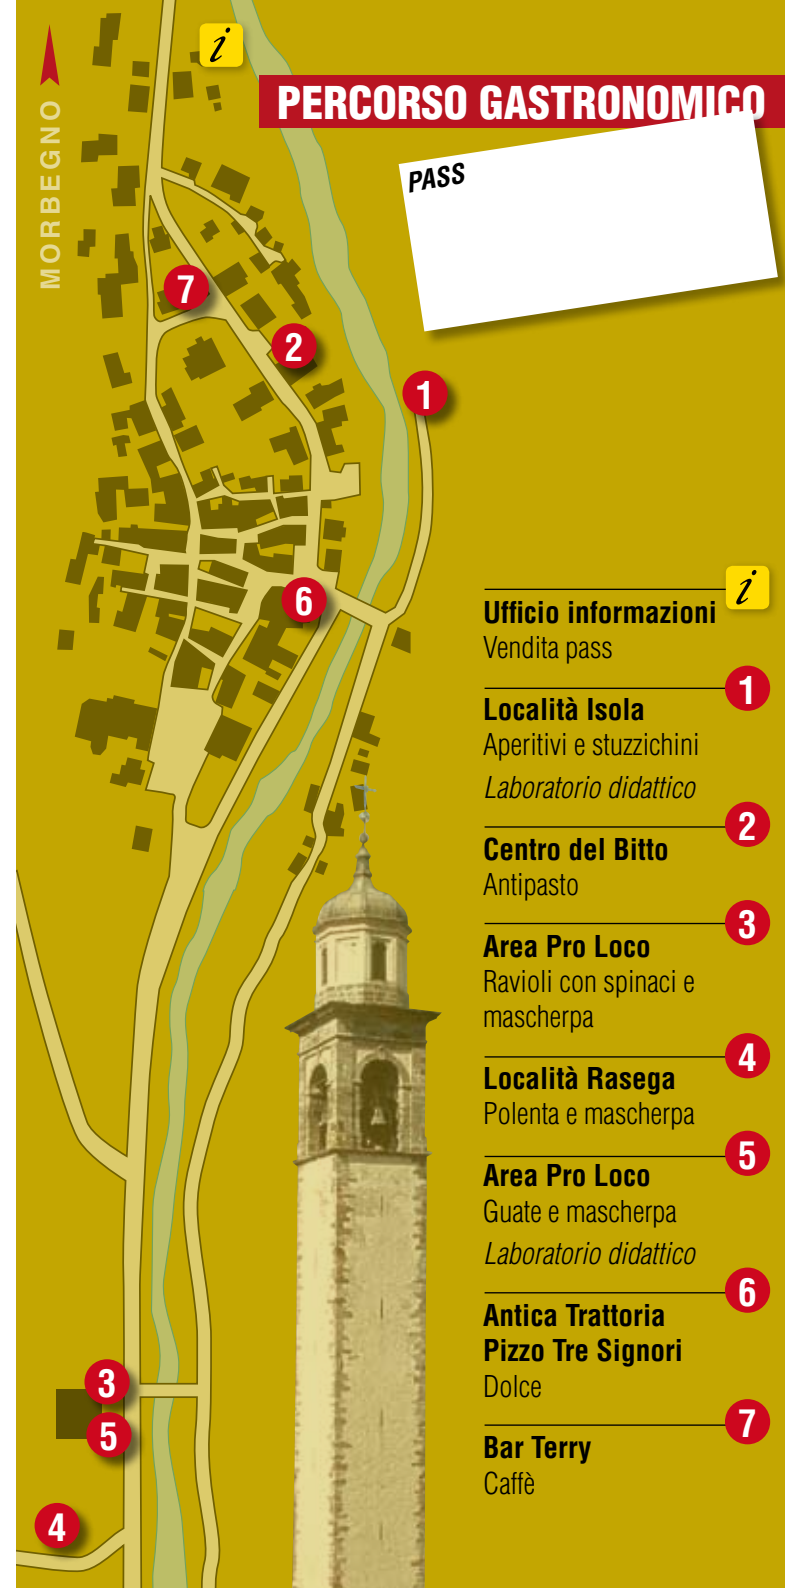 i
PERCORSO GASTRONOMICO
PASS
MORBEGNO
7
2
1
6
3
5
4
i
Ufficio informazioni
Vendita pass
1
Località Isola
Aperitivi e stuzzichini
Laboratorio didattico
2
Centro del Bitto
Antipasto
3
Area Pro Loco
Ravioli con spinaci e
mascherpa
4
Località Rasega
Polenta e mascherpa
5
Area Pro Loco
Guate e mascherpa
Laboratorio didattico
6
Antica Trattoria
Pizzo Tre Signori
Dolce
7
Bar Terry
Caffè